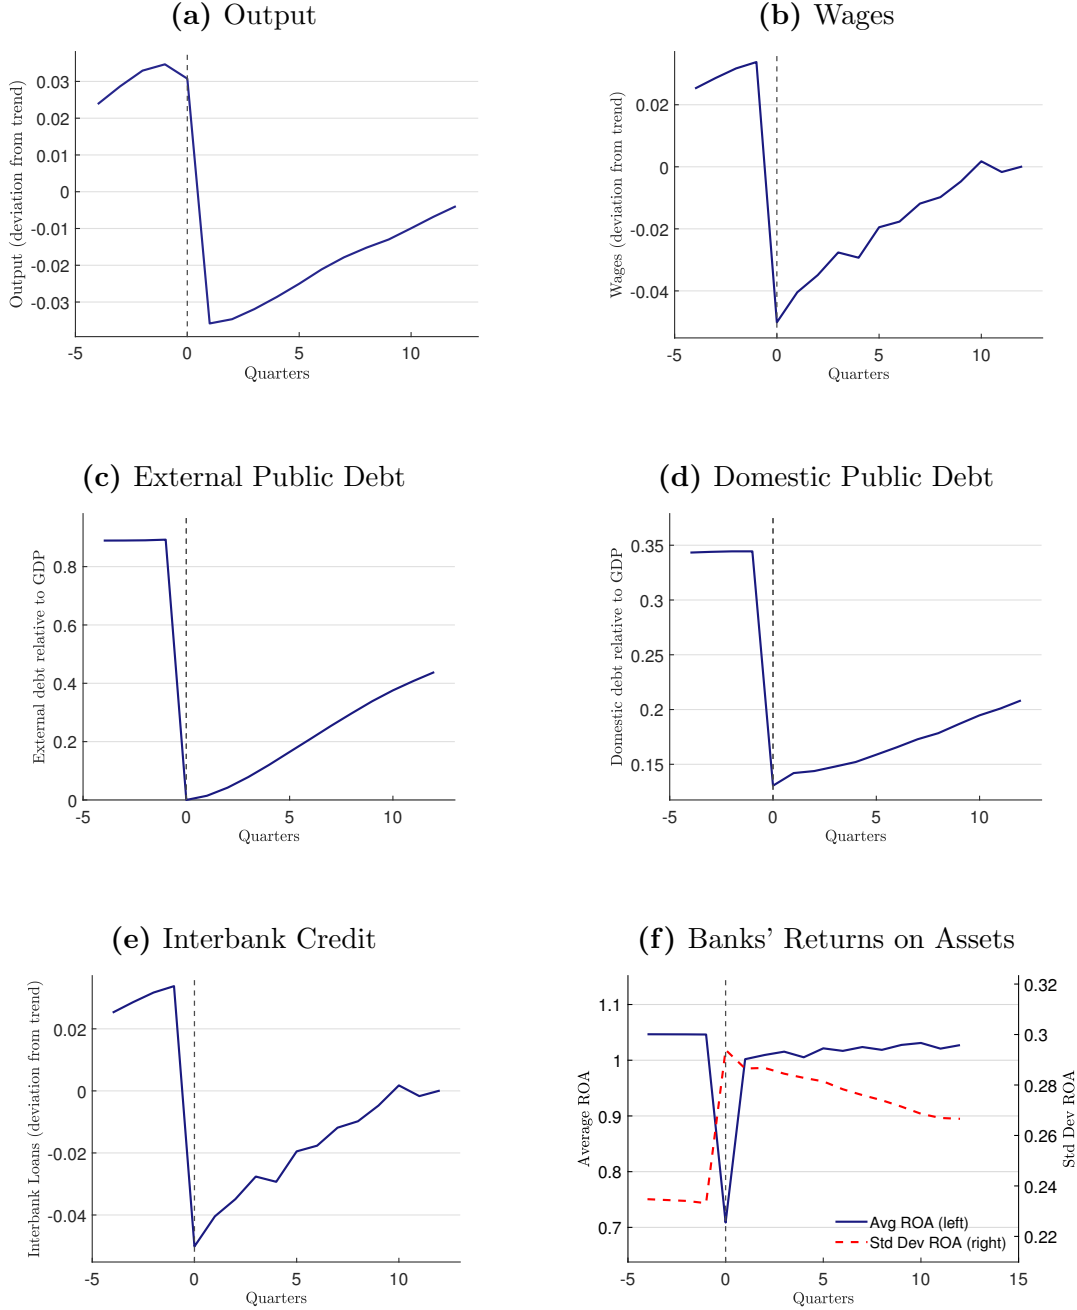 (a) Output
Output (deviation from trend)
0.03
0.02
0.01
0
-0.01
-0.02
-0.03
-5
0
5
10
Quarters
(b) Wages
Wages (deviation from trend)
0.02
0
-0.02
-0.04
-5
0
5
10
Quarters
(c) External Public Debt
External debt relative to GDP
0.8
0.6
0.4
0.2
0
-5
0
5
10
Quarters
(d) Domestic Public Debt
Domestic debt relative to GDP
0.35
0.3
0.25
0.2
0.15
-5
0
5
10
Quarters
(e) Interbank Credit
Interbank Loans (deviation from trend)
0.02
0
-0.02
-0.04
-5
0
5
10
Quarters
(f) Banks' Returns on Assets
Average ROA
1.1
1
0.9
0.8
0.7
0.32
0.3
0.28
0.26
0.24
0.22
Std Dev ROA
Avg ROA (left)
Std Dev ROA (right)
-5
0
5
10
15
Quarters